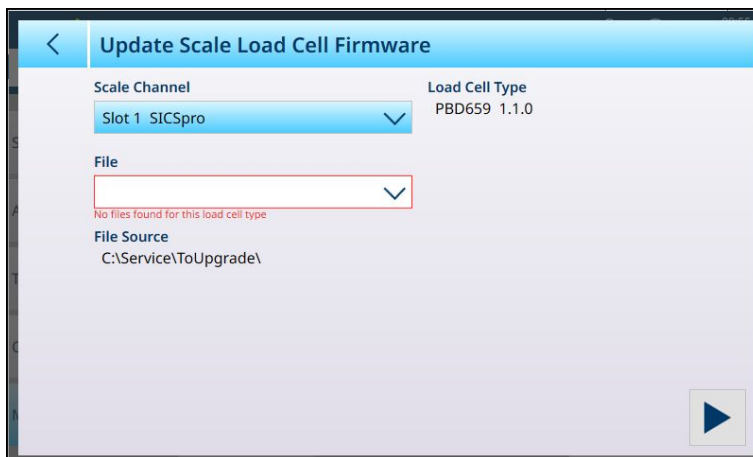 Update Scale Load Cell Firmware
Scale Channel
Load Cell Type
Slot 1 SICSpro
PBD659 1.1.0
File
No files found for this load cell type
File Source
C:\Service\ToUpgrade\